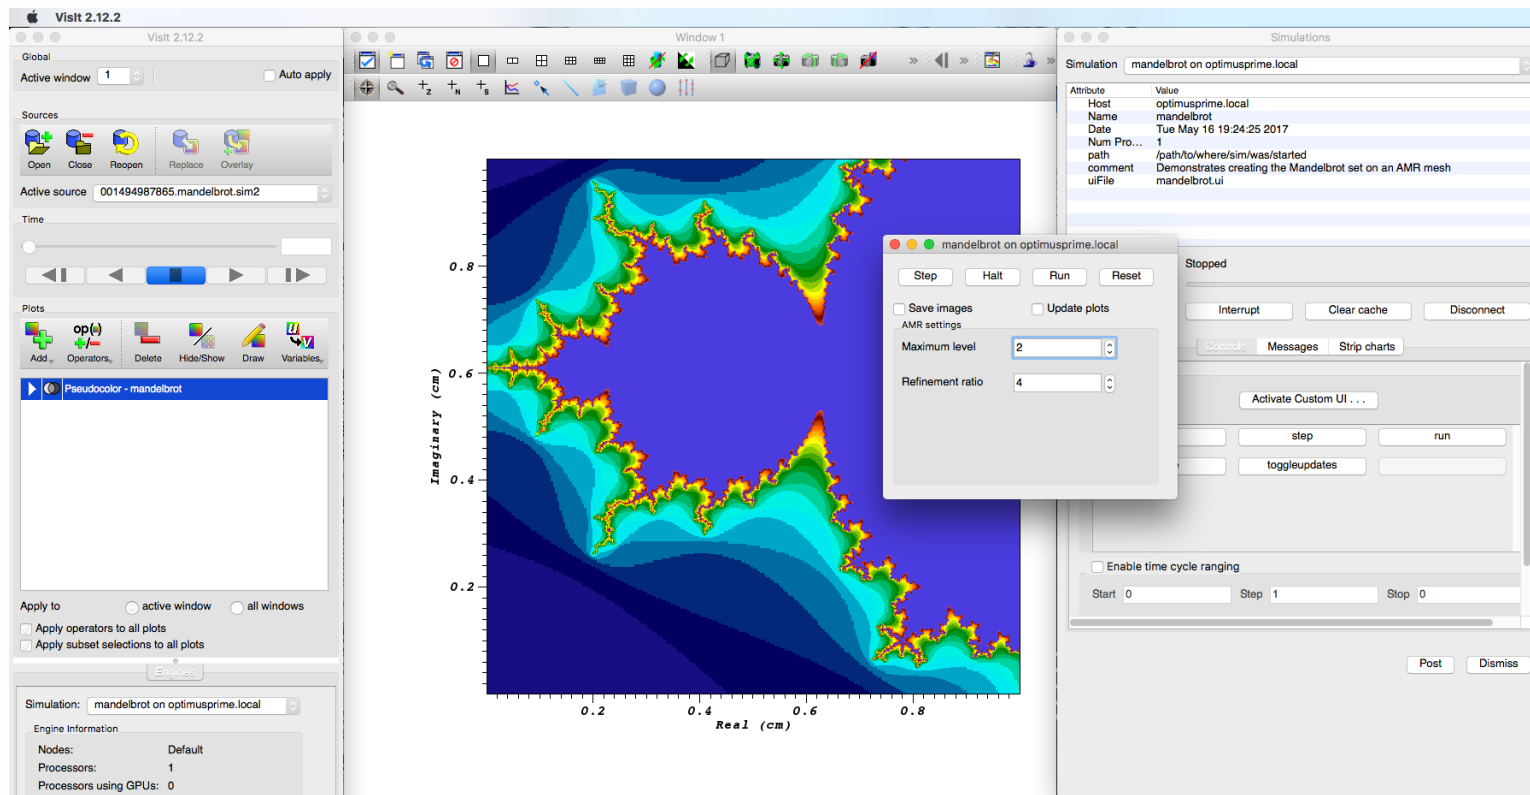 VisIt 2.12.2
VisIt 2.12.2
Global
Active window 1 Auto apply
Sources
Open Close Reopen Replace Overlay
Active source 001494987865.mandelbrot.sim2
Time
Plots
op(u)
Add Operators Delete Hide/Show Draw Variables
Pseudocolor - mandelbrot
Apply to active window all windows
Apply operators to all plots
Apply subset selections to all plots
Engines
Simulation: mandelbrot on optimusprime.local
Engine Information
Nodes: Default
Processors: 1
Processors using GPUs: 0
Window 1
0.8
0.6
0.4
0.2
Imaginary (cm)
0.2 0.4 0.6 0.8
Real (cm)
mandelbrot on optimusprime.local
Step Halt Run Reset
Save images Update plots
AMR settings
Maximum level 2
Refinement ratio 4
Simulations
Simulation mandelbrot on optimusprime.local
Attribute Value
Host optimusprime.local
Name mandelbrot
Date Tue May 16 19:24:25 2017
Num Pro... 1
path /path/to/where/sim/was/started
comment Demonstrates creating the Mandelbrot set on an AMR mesh
uiFile mandelbrot.ui
Stopped
Interrupt Clear cache Disconnect
Controls Messages Strip charts
Activate Custom UI . . .
step run
toggleupdates
Enable time cycle ranging
Start 0 Step 1 Stop 0
Post Dismiss